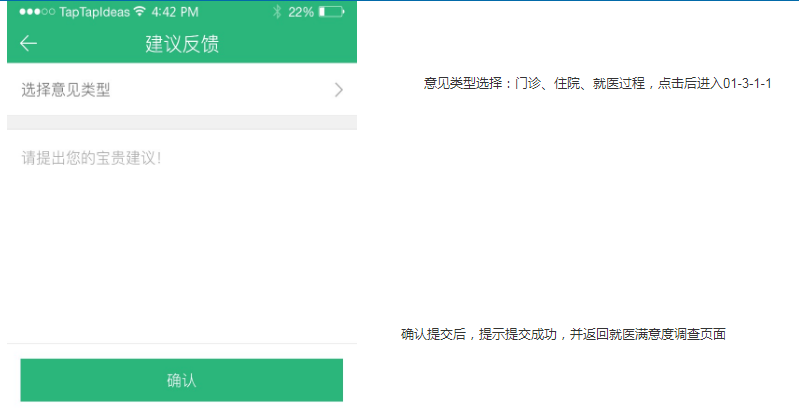 TapTapIdeas 4:42 PM 22%
建议反馈
选择意见类型
意见类型选择：门诊、住院、就医过程，点击后进入01-3-1-1
请提出您的宝贵建议！
确认提交后，提示提交成功，并返回就医满意度调查页面
确认